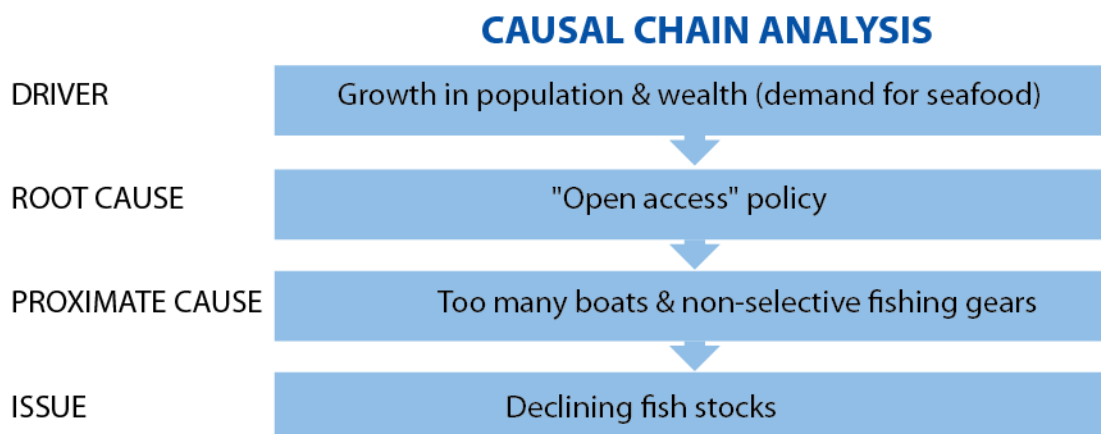 CAUSAL CHAIN ANALYSIS
DRIVER
Growth in population & wealth (demand for seafood)
ROOT CAUSE
"Open access" policy
PROXIMATE CAUSE
Too many boats & non-selective fishing gears
ISSUE
Declining fish stocks